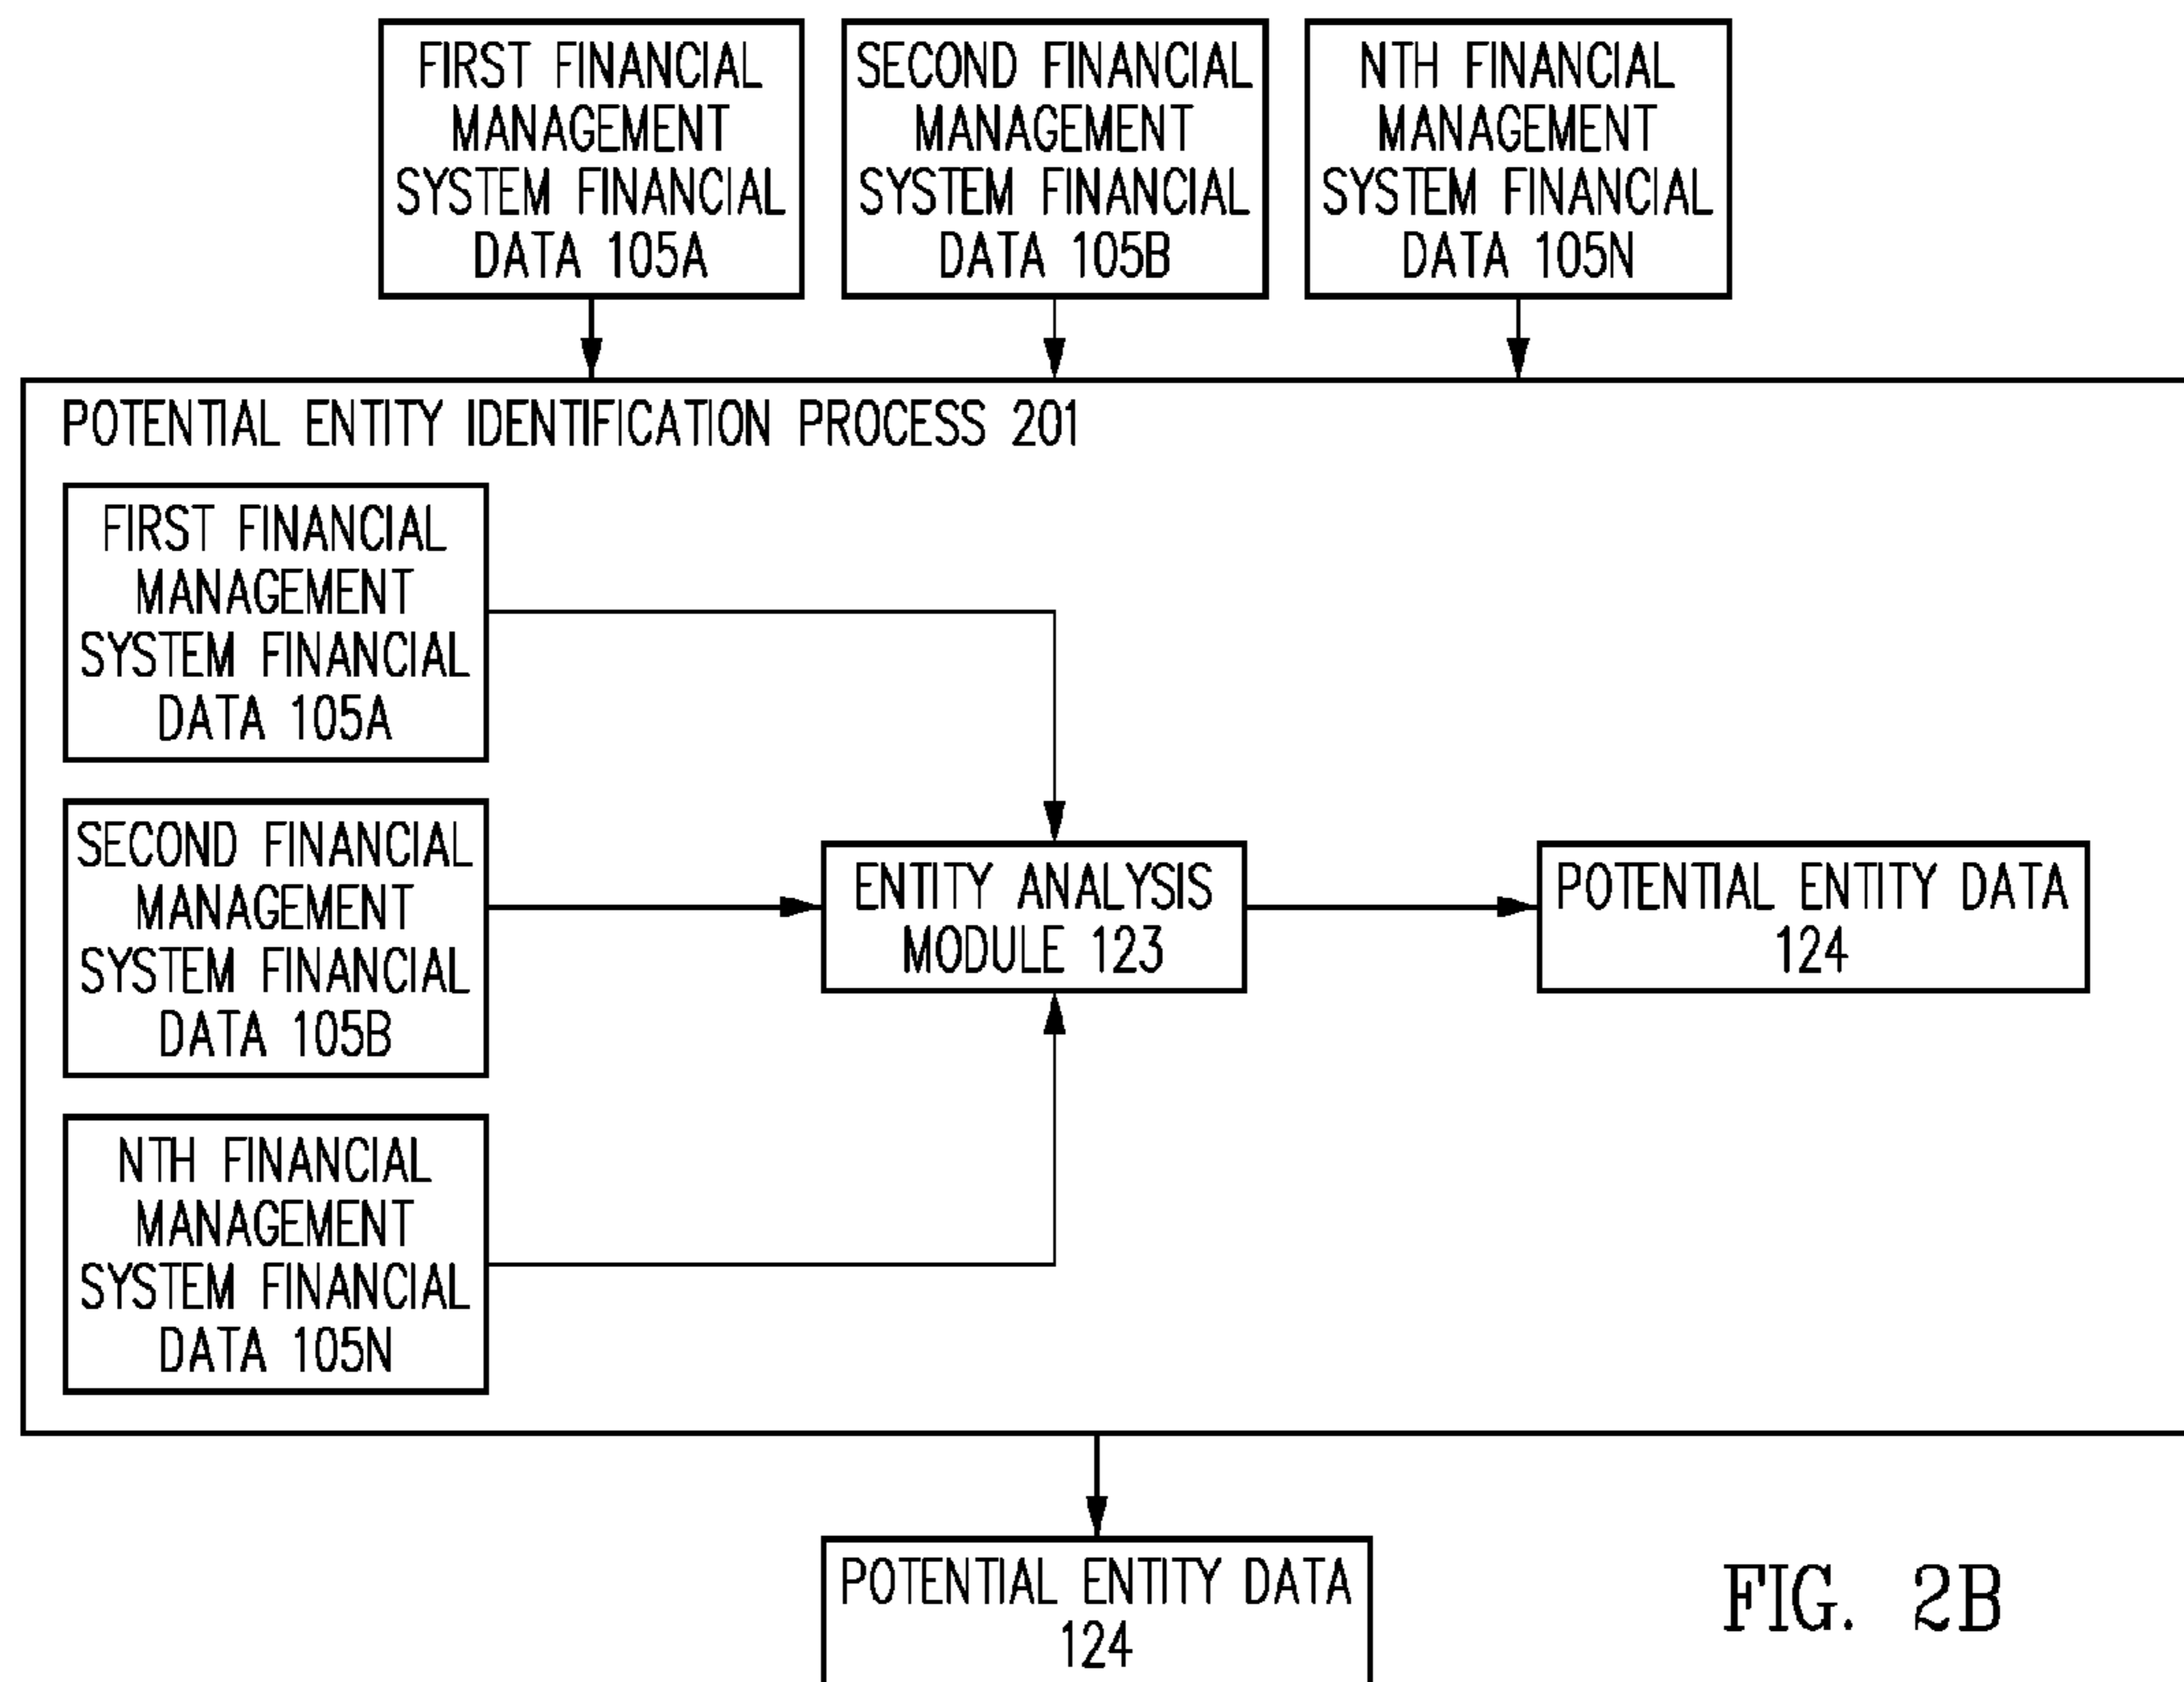 FIRST FINANCIAL
MANAGEMENT
SYSTEM FINANCIAL
DATA 105A
SECOND FINANCIAL
MANAGEMENT
SYSTEM FINANCIAL
DATA 105B
NTH FINANCIAL
MANAGEMENT
SYSTEM FINANCIAL
DATA 105N
POTENTIAL ENTITY IDENTIFICATION PROCESS 201
FIRST FINANCIAL
MANAGEMENT
SYSTEM FINANCIAL
DATA 105A
SECOND FINANCIAL
MANAGEMENT
SYSTEM FINANCIAL
DATA 105B
NTH FINANCIAL
MANAGEMENT
SYSTEM FINANCIAL
DATA 105N
ENTITY ANALYSIS
MODULE 123
POTENTIAL ENTITY DATA
124
POTENTIAL ENTITY DATA
124
FIG. 2B